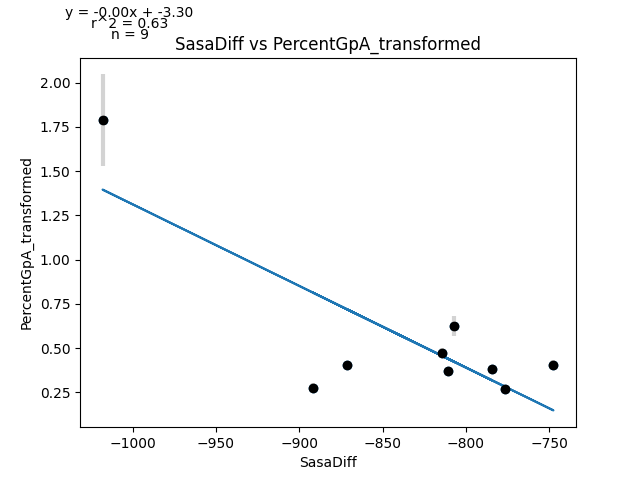 y = -0.00x + -3.30
r^2 = 0.63
n = 9
SasaDiff vs PercentGpA_transformed
PercentGpA_transformed
2.00
1.75
1.50
1.25
1.00
0.75
0.50
0.25
−1000
−950
−900
−850
−800
−750
SasaDiff